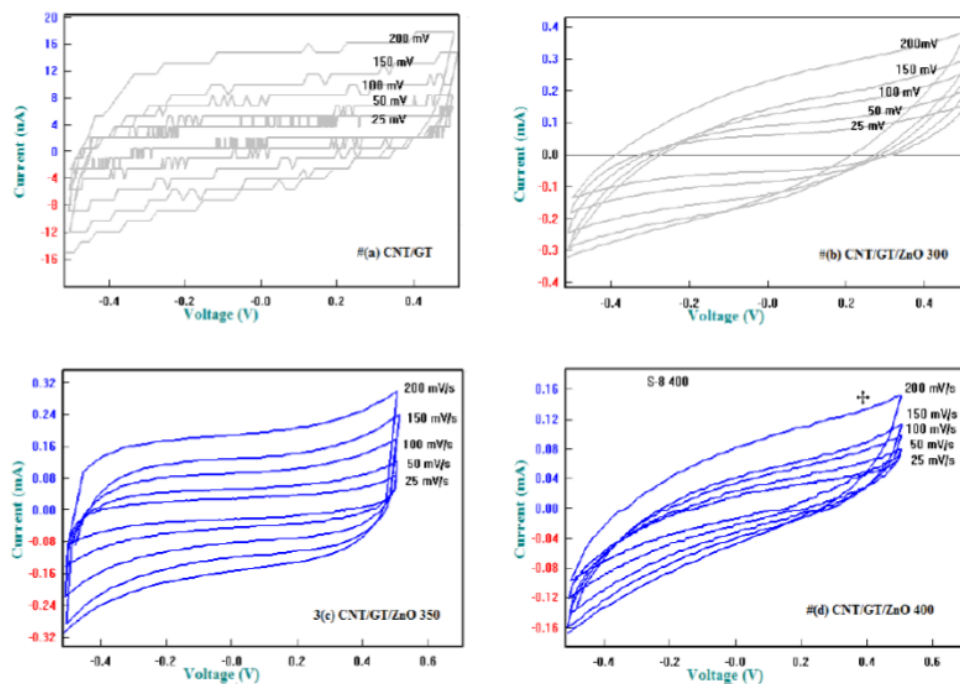 20
16
12
8
4
0
-4
-8
-12
-16
Current (nA)
200 mV
150 mV
100 mV
50 mV
25 mV
#(a) CNT/GT
-0.4
-0.2
-0.0
0.2
0.4
Voltage (V)
0.4
0.3
0.2
0.1
0.0
-0.1
-0.2
-0.3
-0.4
Current (mA)
200mV
150 mV
100 mV
50 mV
25 mV
#(b) CNT/GT/ZnO 300
-0.4
-0.2
-0.0
0.2
0.4
Voltage (V)
0.32
0.24
0.16
0.08
0.00
-0.08
-0.16
-0.24
-0.32
Current (mA)
200 mV/s
150 mV/s
100 mV/s
50 mV/s
25 mV/s
3(c) CNT/GT/ZnO 350
-0.4
-0.2
-0.0
0.2
0.4
0.6
Voltage (V)
0.16
0.12
0.08
0.04
0.00
-0.04
-0.08
-0.12
-0.16
Current (mA)
S-8 400
200 mV/s
150 mV/s
100 mV/s
50 mV/s
25 mV/s
#(d) CNT/GT/ZnO 400
-0.4
-0.2
-0.0
0.2
0.4
0.6
Voltage (V)